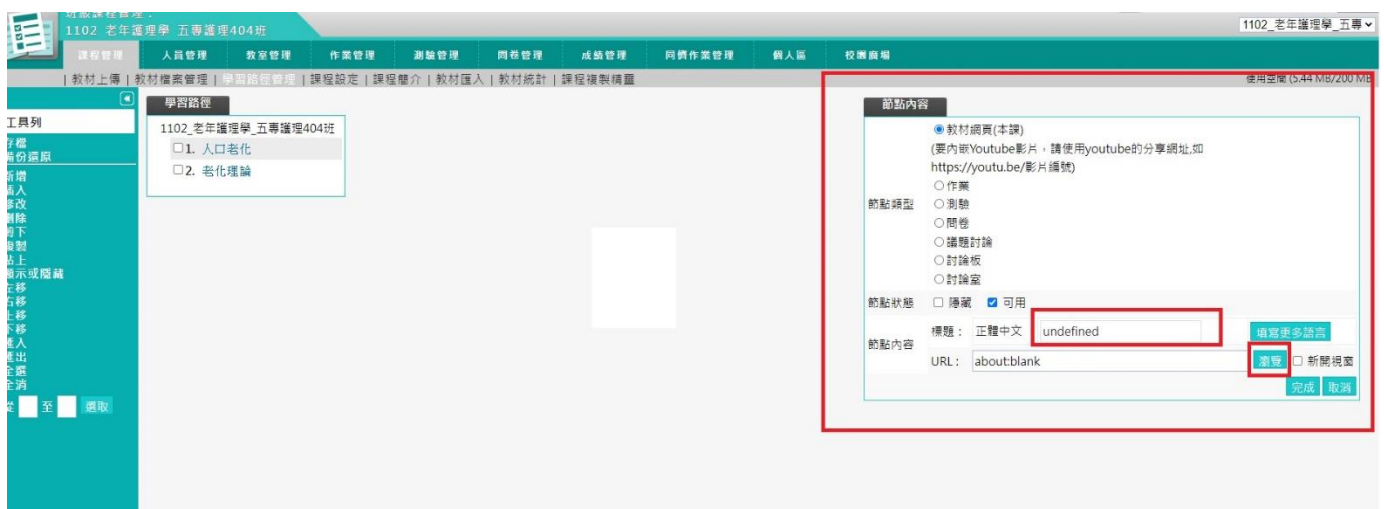 班級課程管理：
1102 老年護理學 五專護理404班
1102_老年護理學_五專
課程管理 人員管理 教室管理 作業管理 測驗管理 問卷管理 成績管理 同儕作業管理 個人區 校園廣場
| 教材上傳 | 教材檔案管理 | 學習路徑管理 | 課程設定 | 課程簡介 | 教材匯入 | 教材統計 | 課程複製精靈
使用空間 (5.44 MB/200 MB
工具列
存檔
備份還原
新增
插入
修改
刪除
剪下
複製
貼上
顯示或隱藏
左移
右移
上移
下移
匯入
匯出
全選
全消
從 至 選取
學習路徑
1102_老年護理學_五專護理404班
1. 人口老化
2. 老化理論
節點內容
節點類型
教材網頁(本課)
(要內嵌Youtube影片，請使用youtube的分享網址,如
https://youtu.be/影片編號)
作業
測驗
問卷
議題討論
討論板
討論室
節點狀態 隱藏 可用
節點內容
標題： 正體中文 undefined 填寫更多語言
URL： about:blank 瀏覽 新開視窗
完成 取消